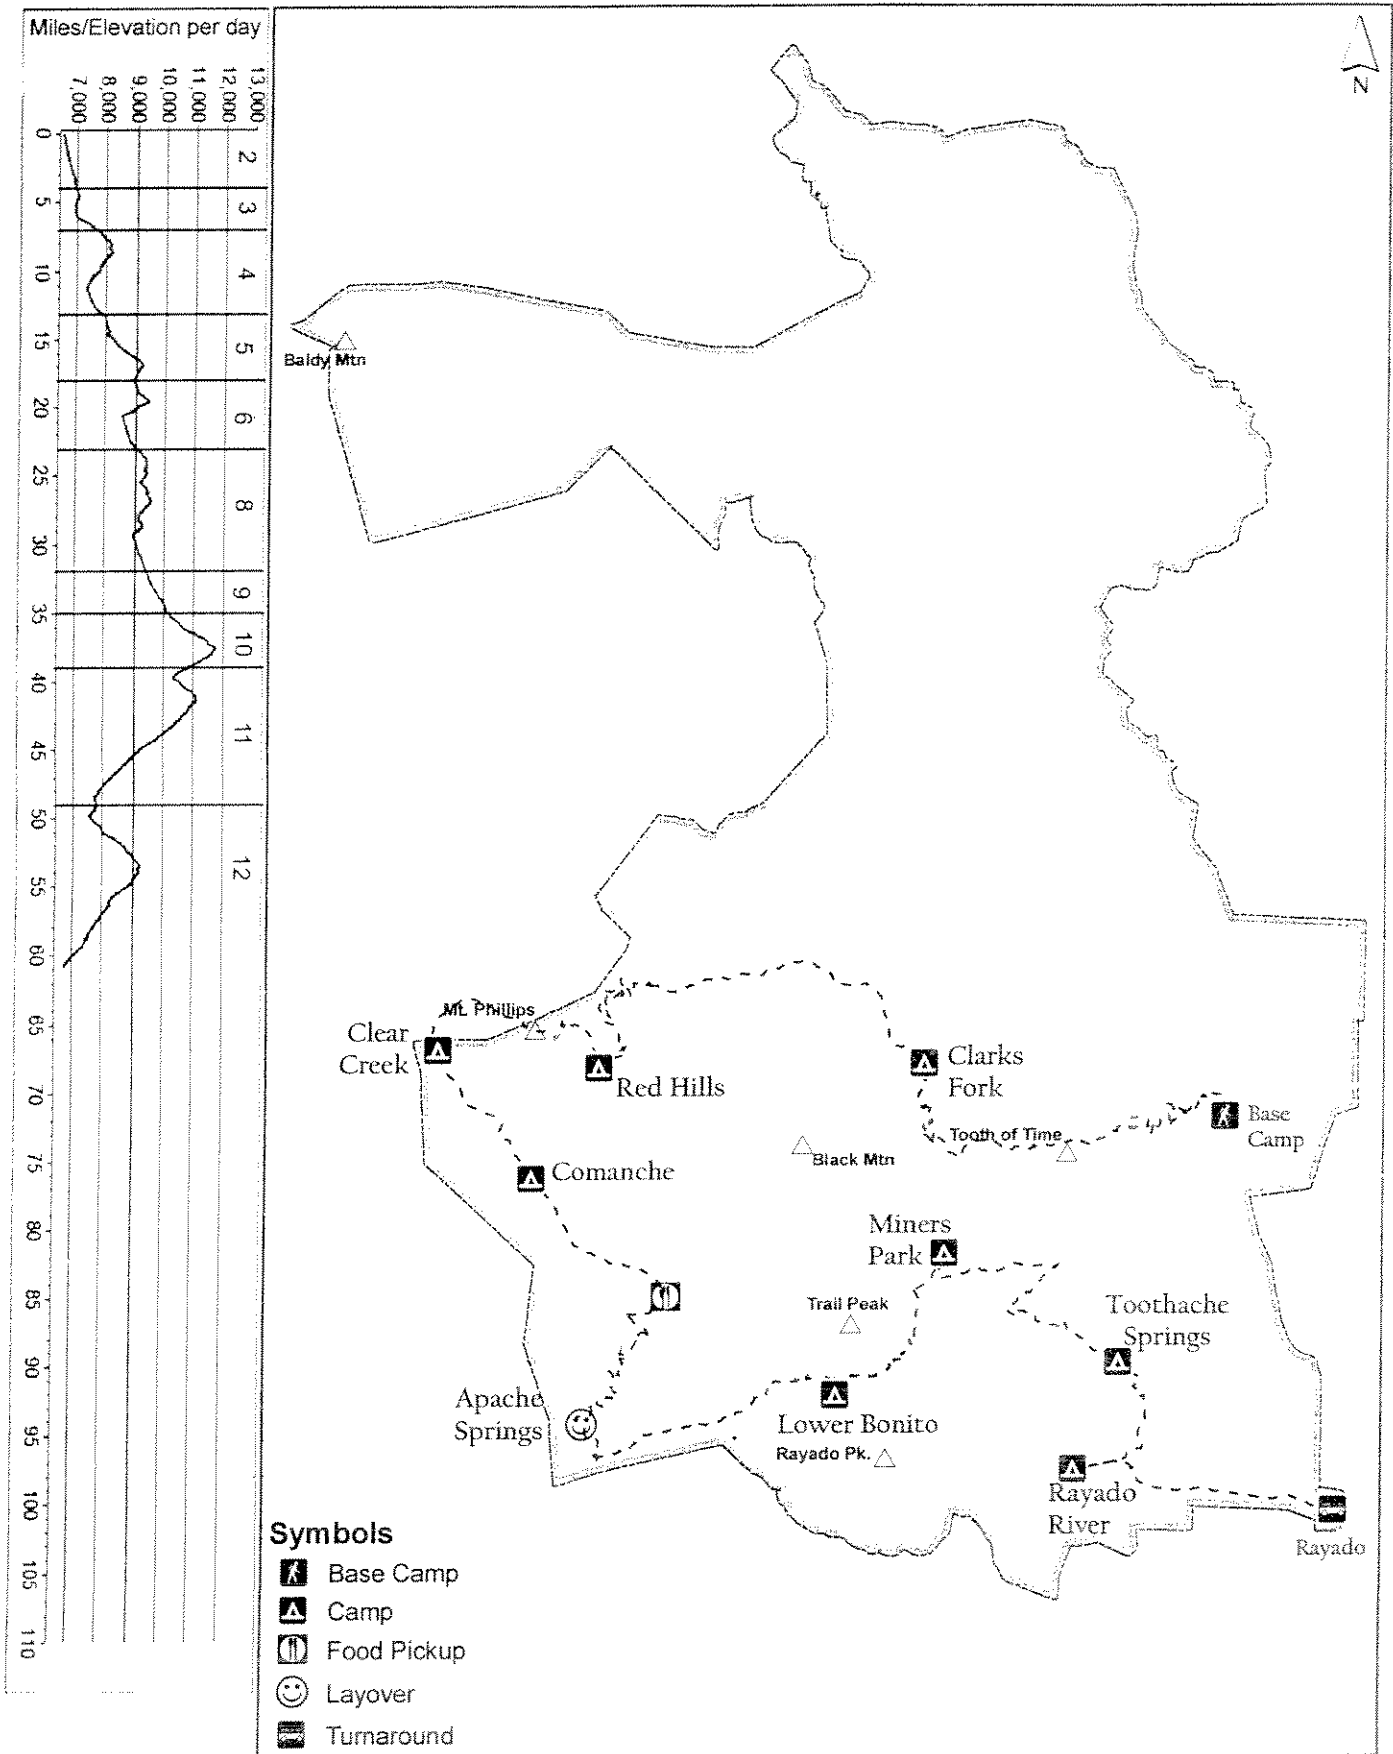 Miles/Elevation per day
13,000
12,000
11,000
10,000
9,000
8,000
7,000
0
5
10
15
20
25
30
35
40
45
50
55
60
65
70
75
80
85
90
95
100
105
110
2
3
4
5
6
8
9
10
11
12
N
Baldy Mtn
Mt. Phillips
Clear
Creek
Red Hills
Clarks
Fork
Tooth of Time
Base
Camp
Black Mtn
Comanche
Miners
Park
Trail Peak
Toothache
Springs
Apache
Springs
Lower Bonito
Rayado Pk.
Rayado
River
Rayado
Symbols
Base Camp
Camp
Food Pickup
Layover
Turnaround